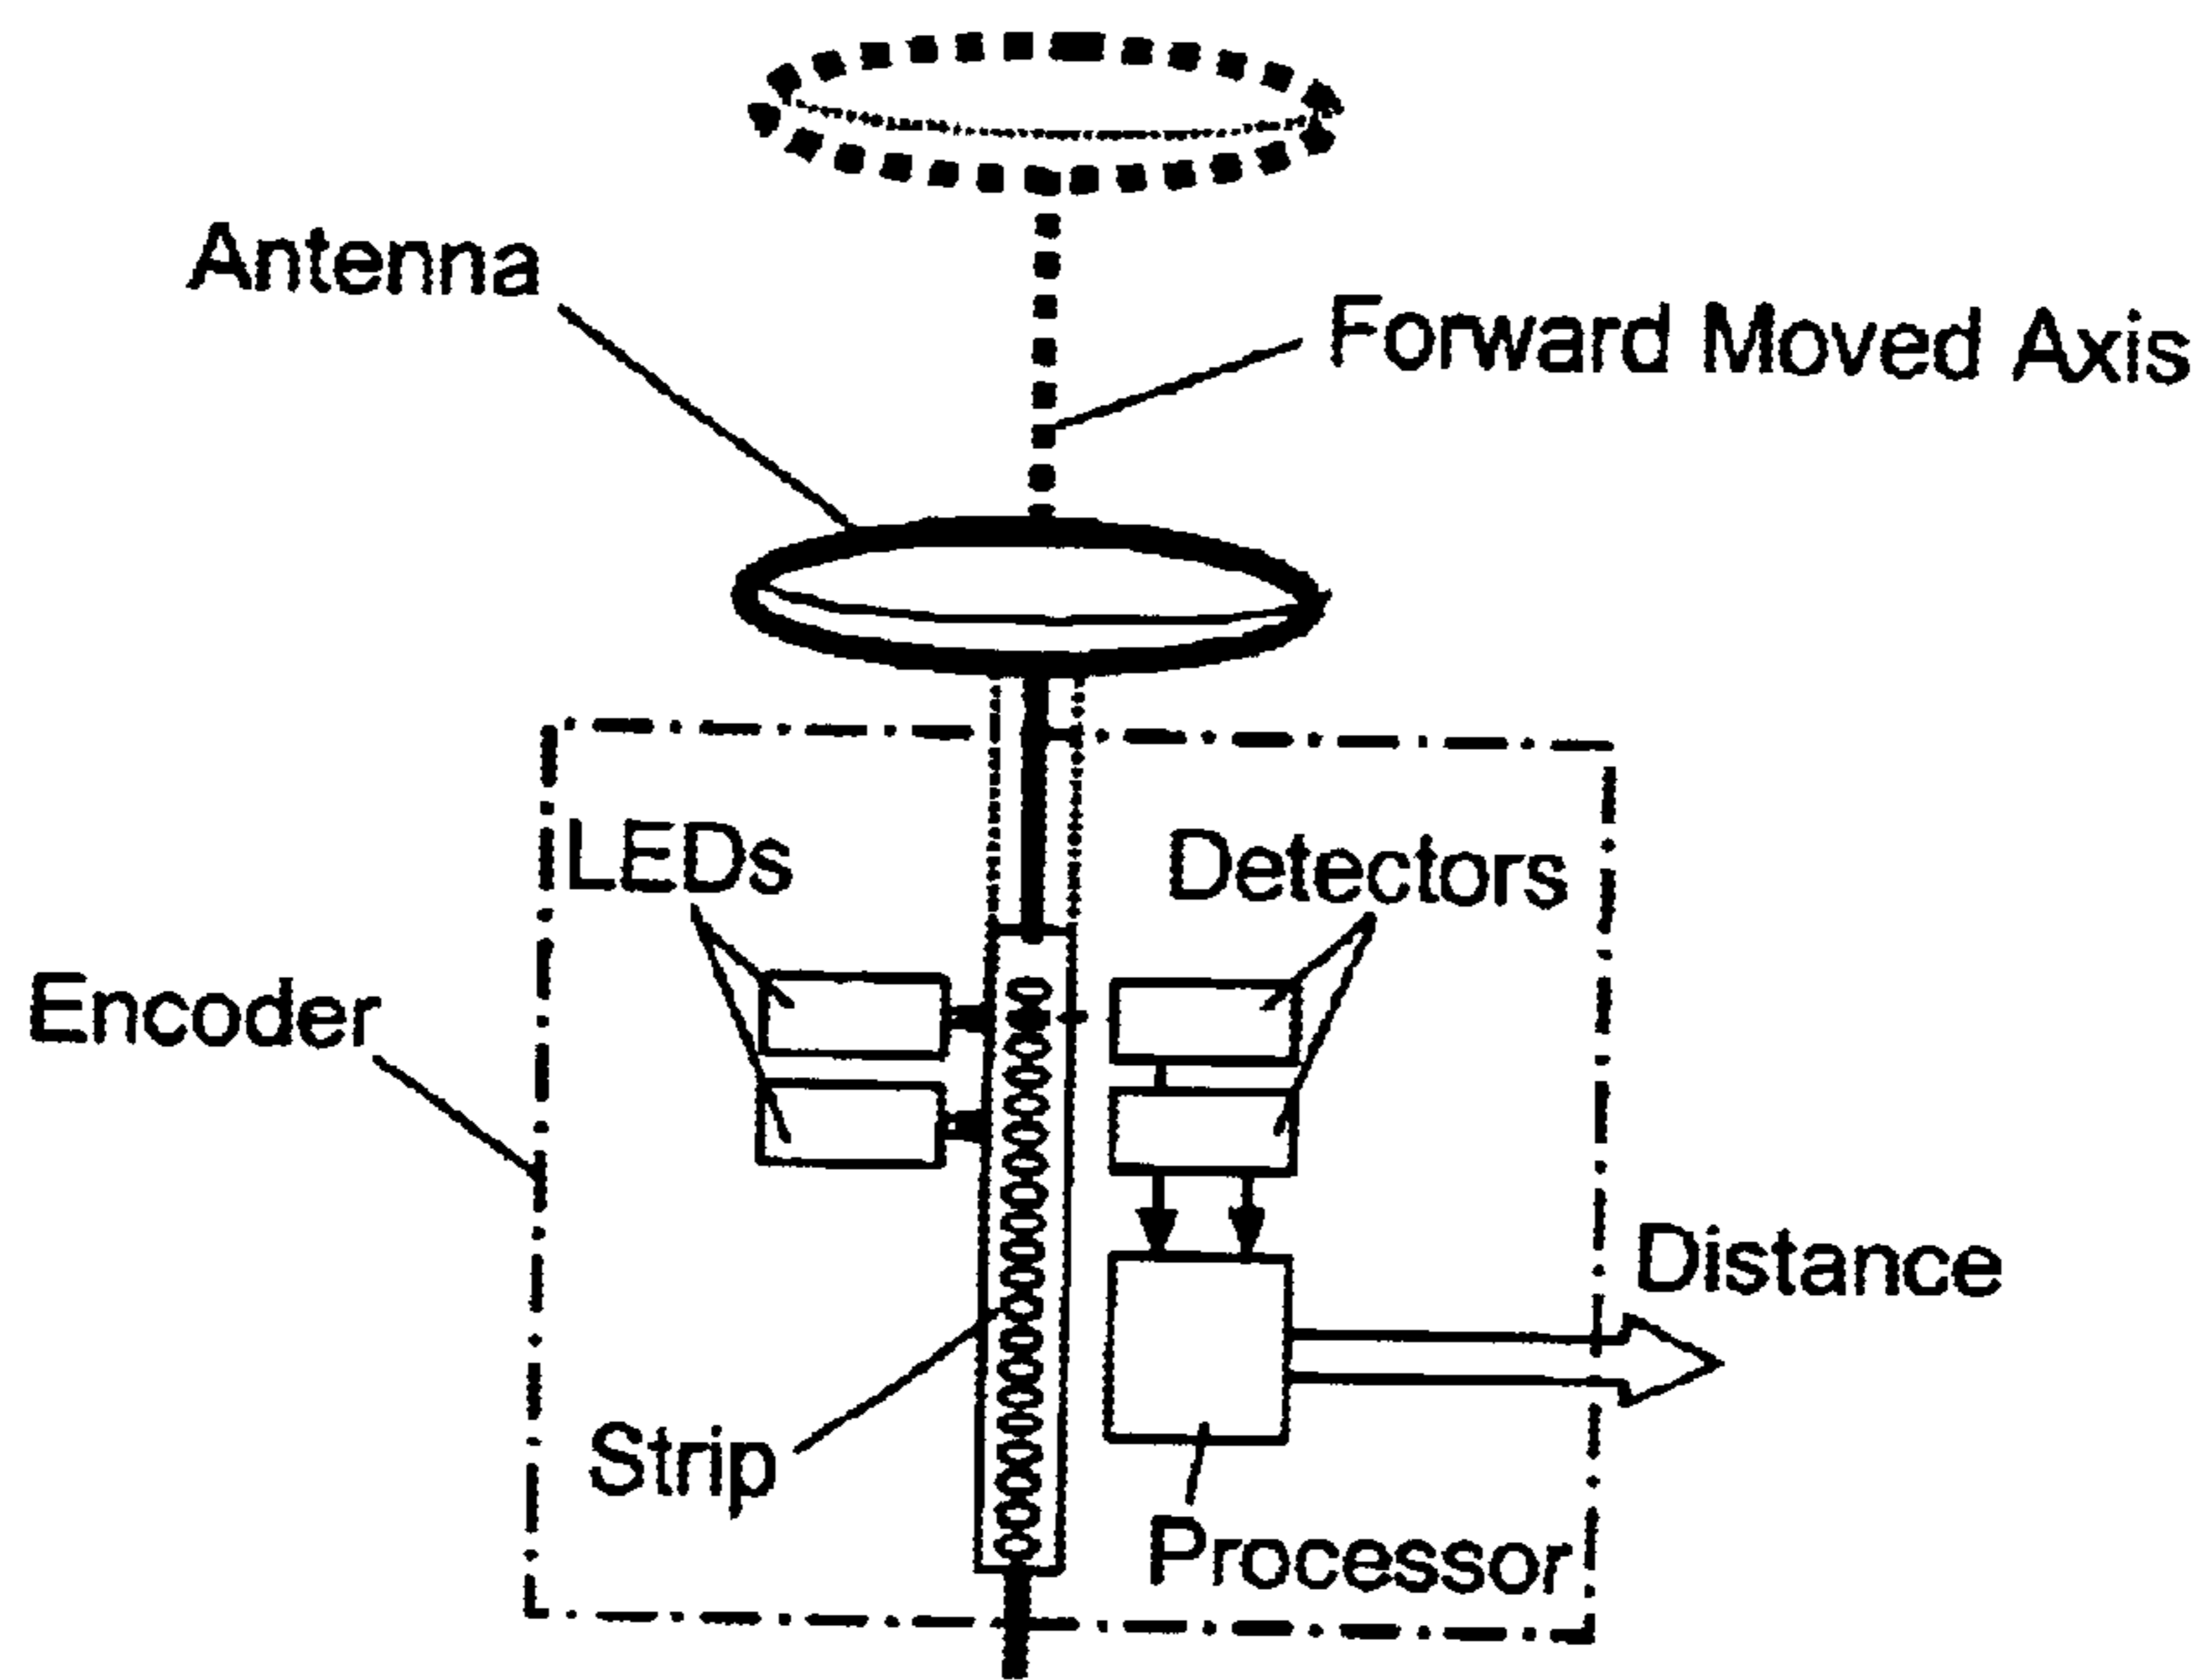 Antenna
Forward Moved Axis
LEDs
Detectors
Encoder
Distance
Strip
Processor